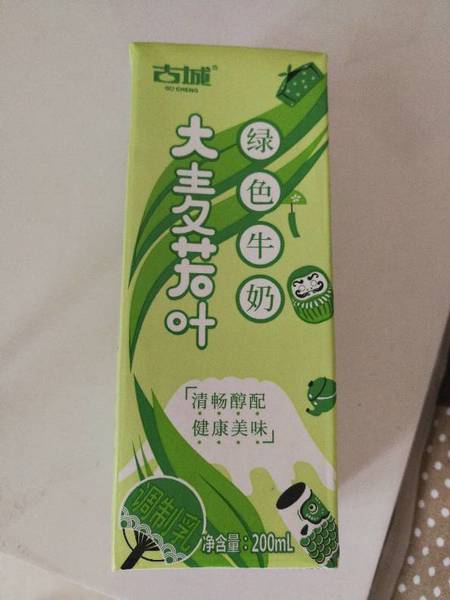 古城
GU CHENG
大麦若叶
绿色牛奶
「清畅醇配
健康美味」
调制乳
净含量：200mL